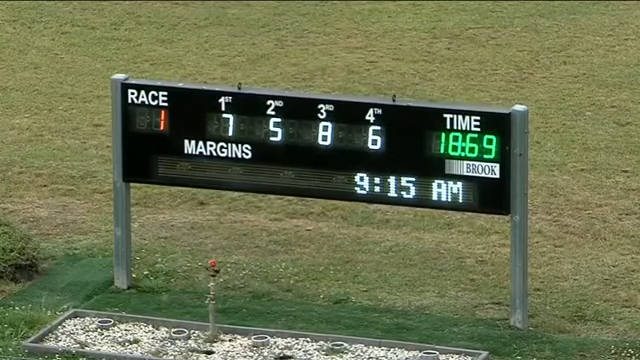 RACE 1ST 2ND 3RD 4TH TIME
1 7 5 8 6 18.69
MARGINS BROOK
9:15 AM